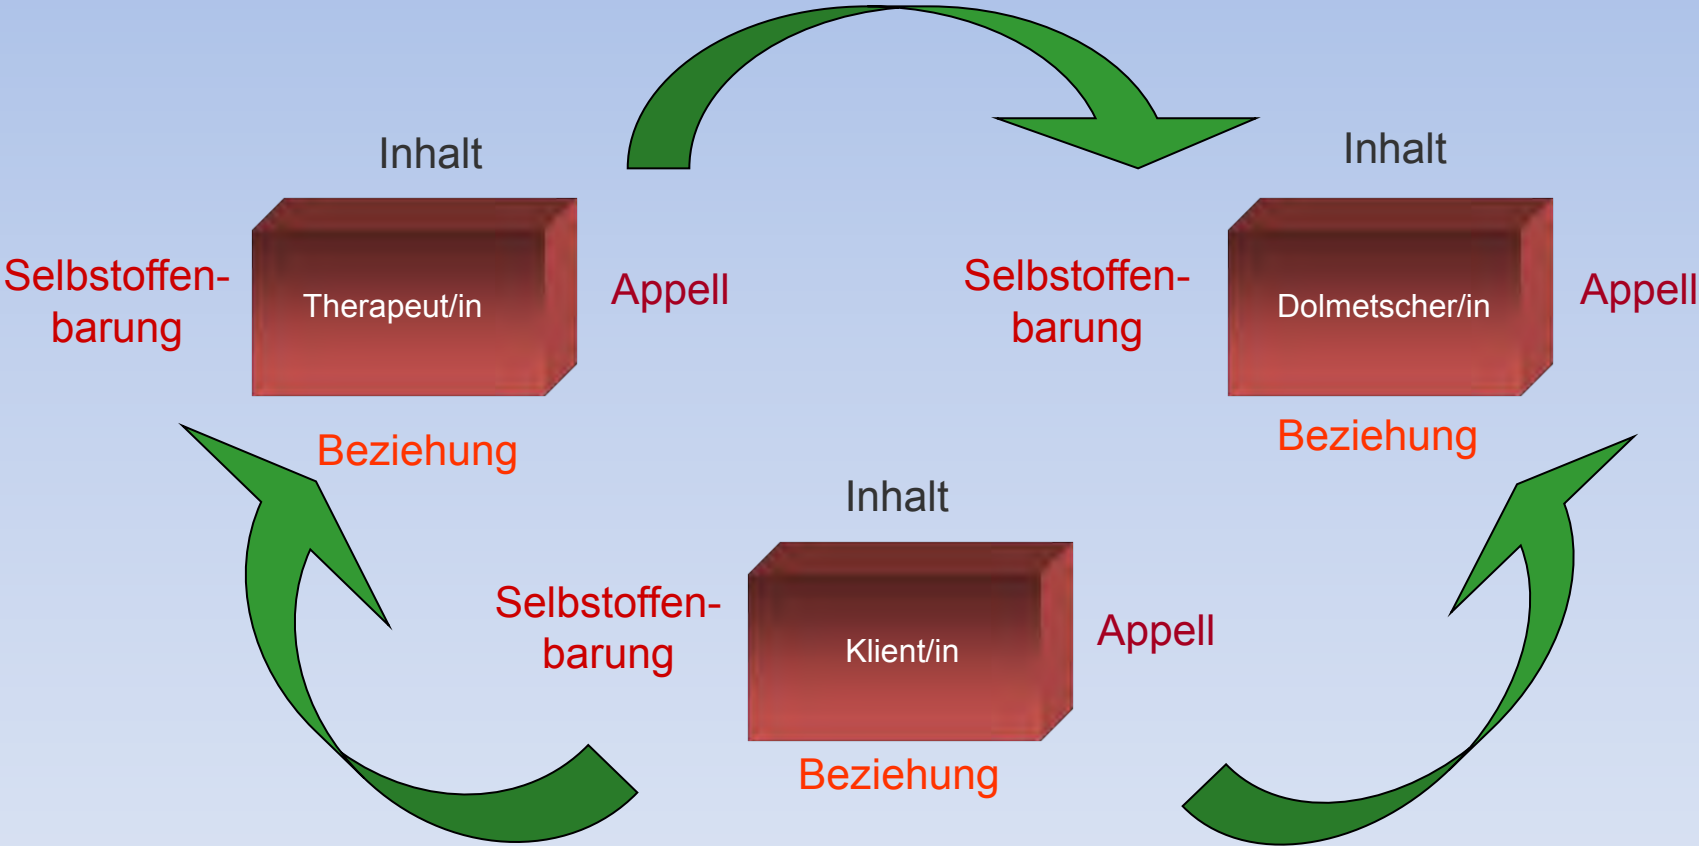 Inhalt
Selbstoffen-
barung
Therapeut/in
Appell
Beziehung
Inhalt
Selbstoffen-
barung
Dolmetscher/in
Appell
Beziehung
Inhalt
Selbstoffen-
barung
Klient/in
Appell
Beziehung